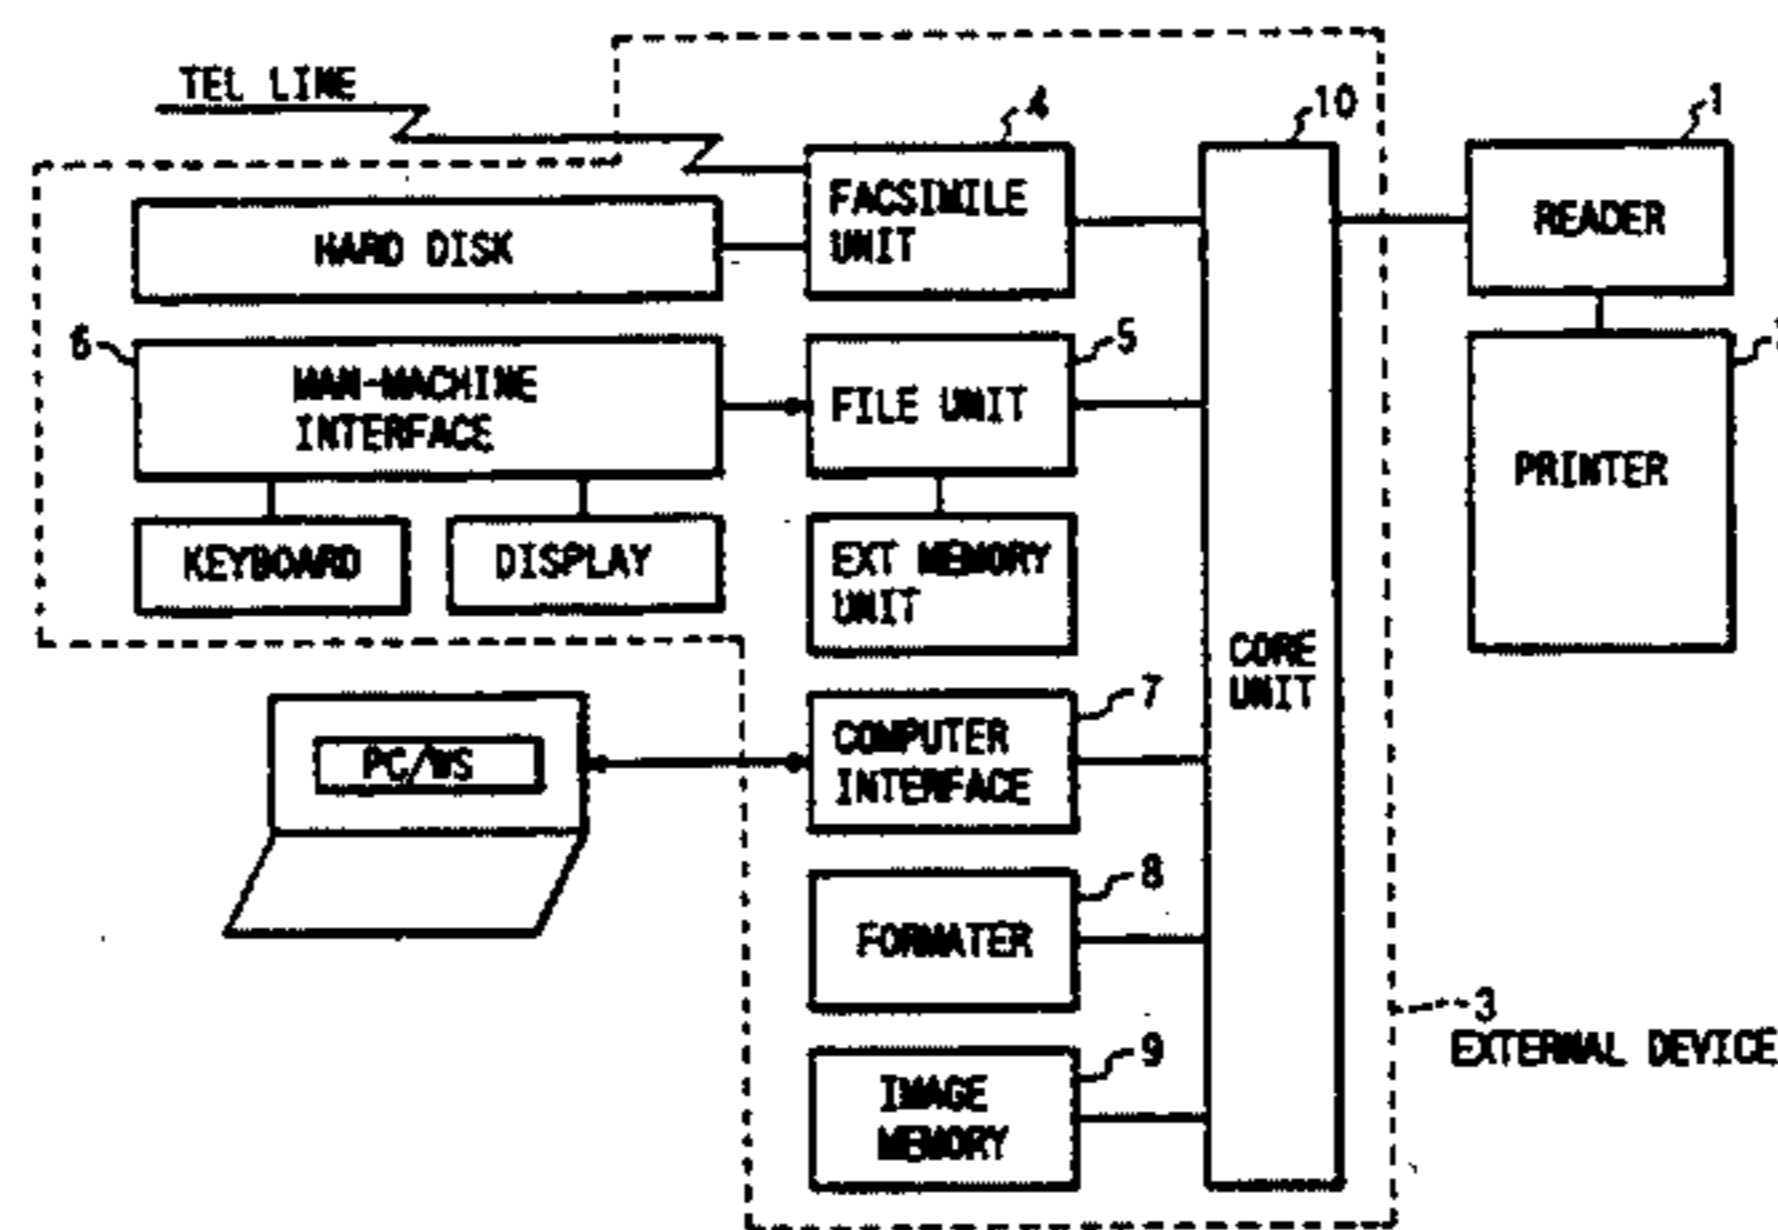 TEL LINE
4
10
1
HARD DISK
FACSIMILE
UNIT
READER
6
MAN-MACHINE
INTERFACE
5
FILE UNIT
PRINTER
KEYBOARD
DISPLAY
EXT MEMORY
UNIT
CORE
UNIT
PC/WS
7
COMPUTER
INTERFACE
8
FORMATER
3
EXTERNAL DEVICE
9
IMAGE
MEMORY